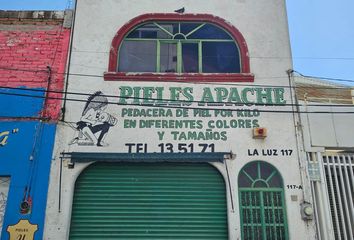 PIELES APACHE
PEDACERA DE PIEL POR KILO
EN DIFERENTES COLORES
Y TAMAÑOS
TEL 13.51.71
LA LUZ 117
117-A
PIELES